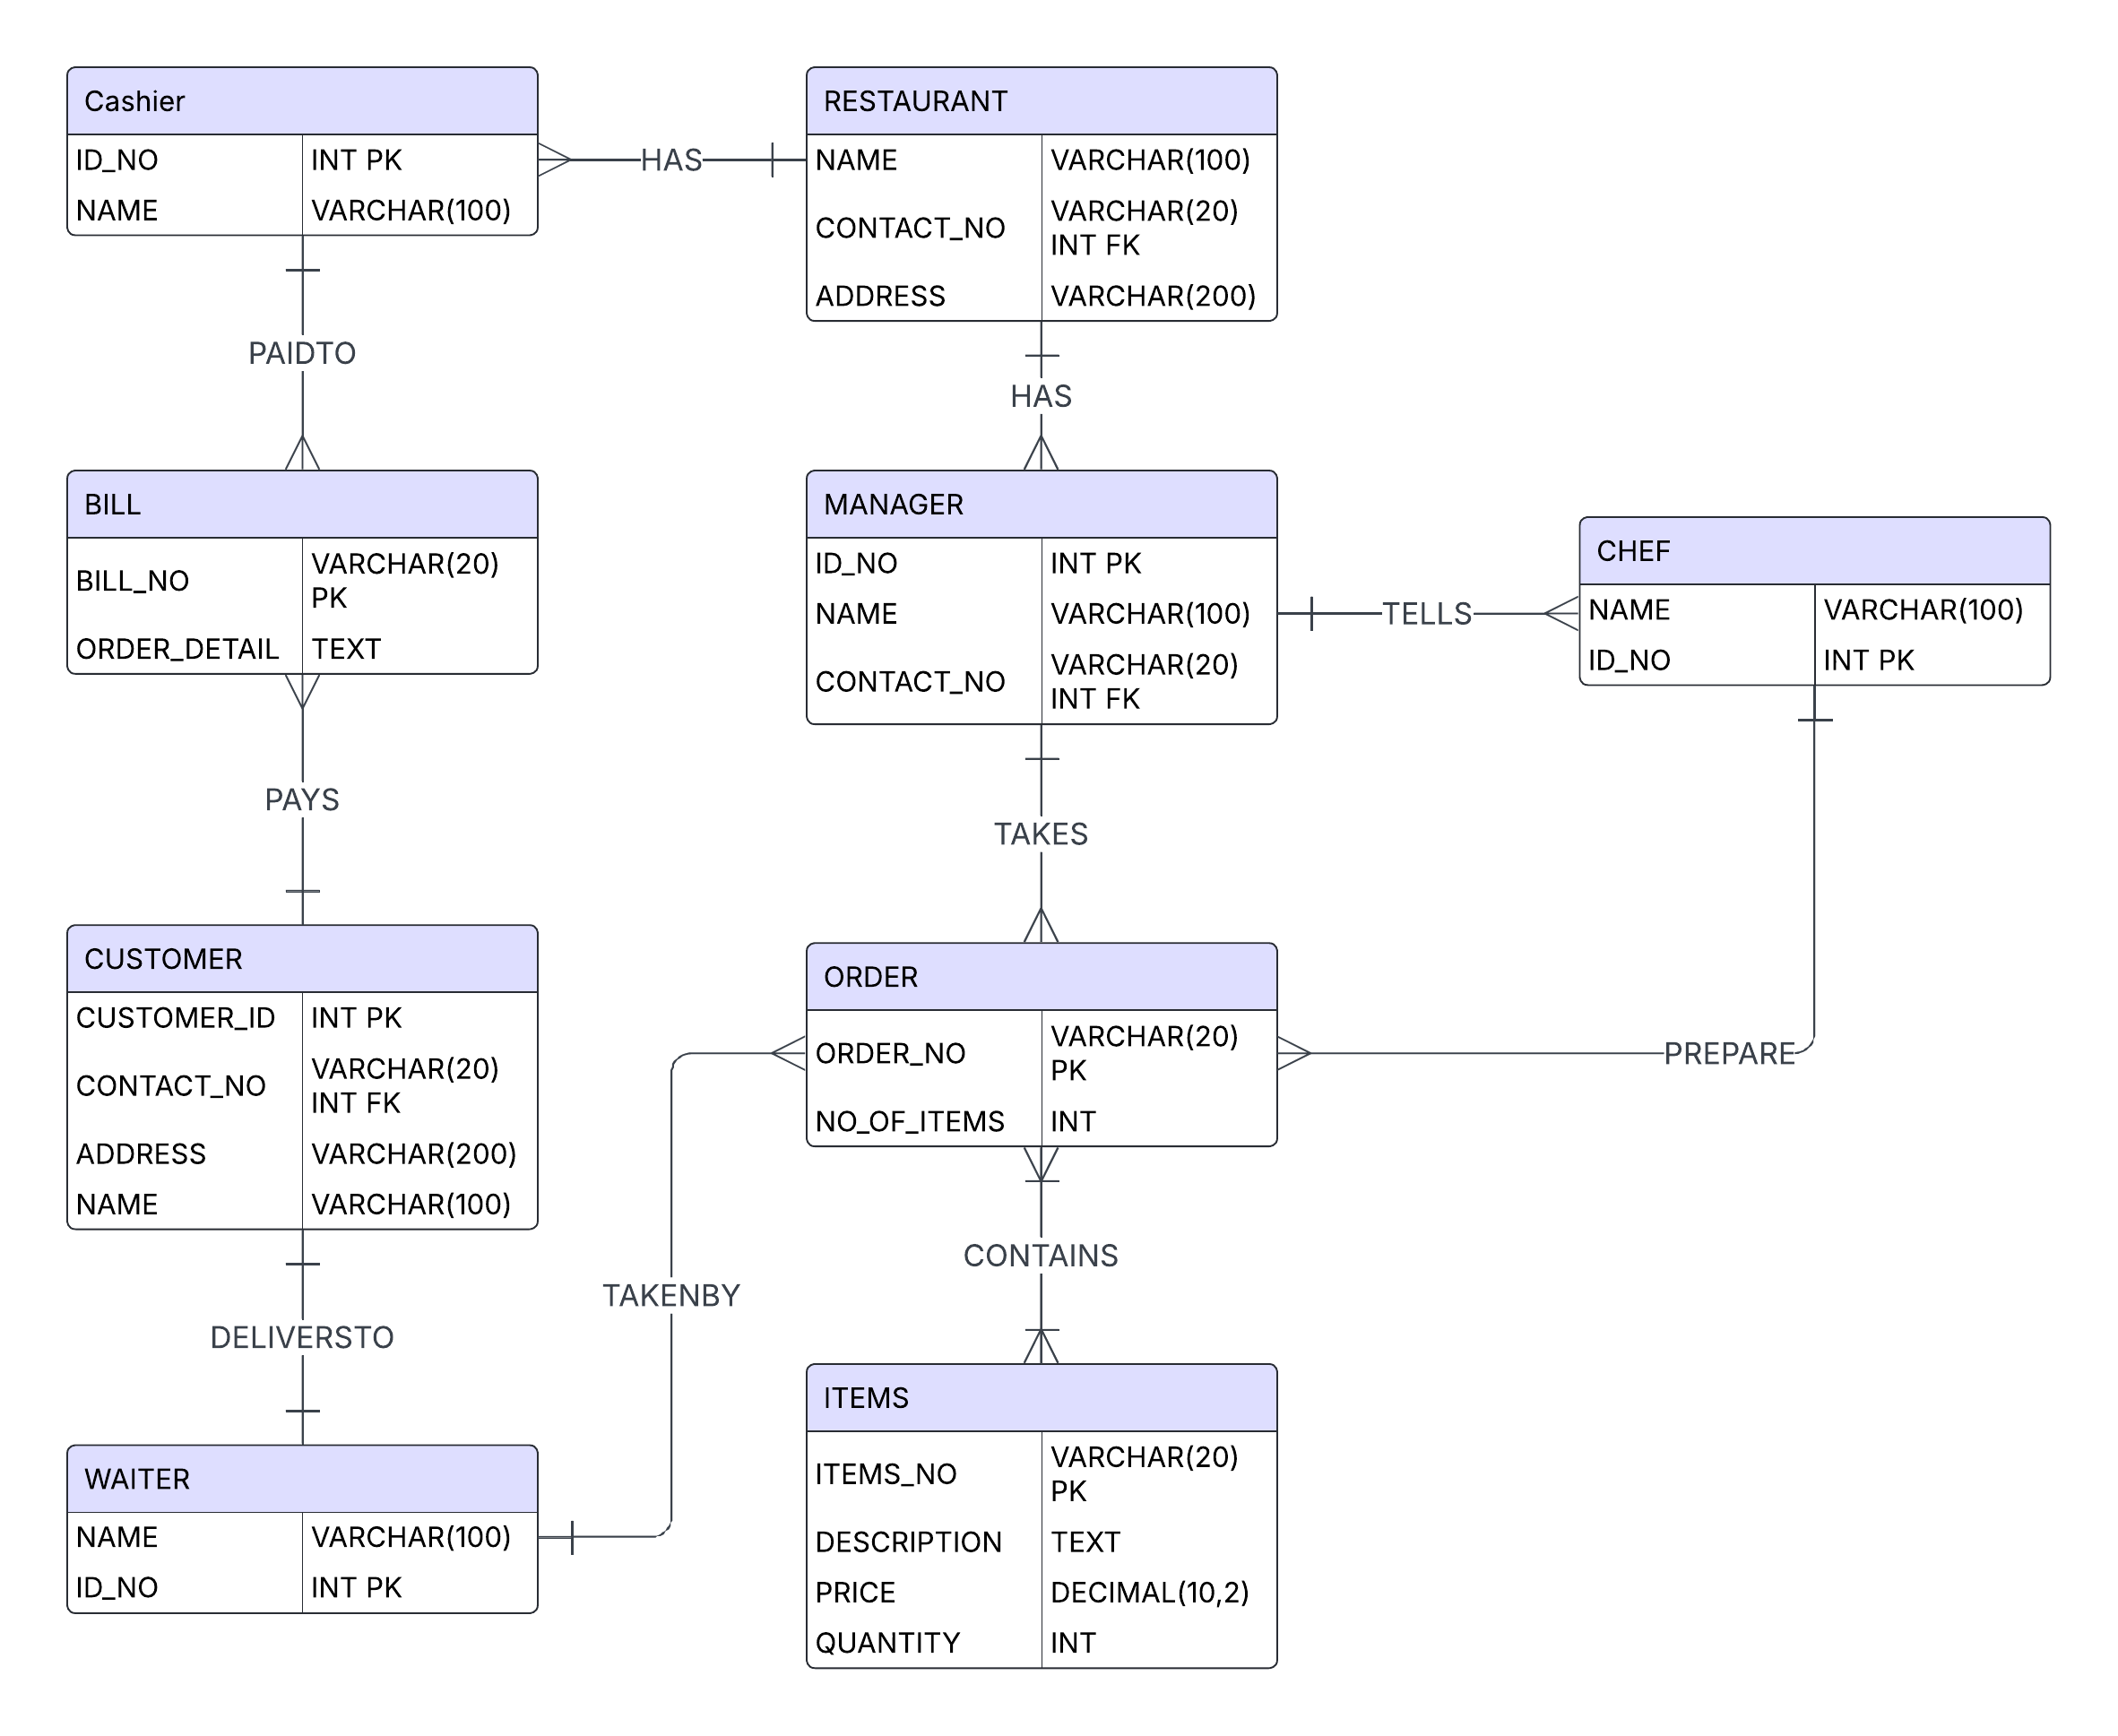 Cashier
ID_NO INT PK
NAME VARCHAR(100)
HAS
RESTAURANT
NAME VARCHAR(100)
CONTACT_NO VARCHAR(20)
INT FK
ADDRESS VARCHAR(200)
PAIDTO
HAS
BILL
BILL_NO VARCHAR(20)
PK
ORDER_DETAIL TEXT
MANAGER
ID_NO INT PK
NAME VARCHAR(100)
CONTACT_NO VARCHAR(20)
INT FK
TELLS
CHEF
NAME VARCHAR(100)
ID_NO INT PK
PAYS
TAKES
CUSTOMER
CUSTOMER_ID INT PK
CONTACT_NO VARCHAR(20)
INT FK
ADDRESS VARCHAR(200)
NAME VARCHAR(100)
ORDER
ORDER_NO VARCHAR(20)
PK
NO_OF_ITEMS INT
PREPARE
DELIVERSTO
TAKENBY
CONTAINS
WAITER
NAME VARCHAR(100)
ID_NO INT PK
ITEMS
ITEMS_NO VARCHAR(20)
PK
DESCRIPTION TEXT
PRICE DECIMAL(10,2)
QUANTITY INT